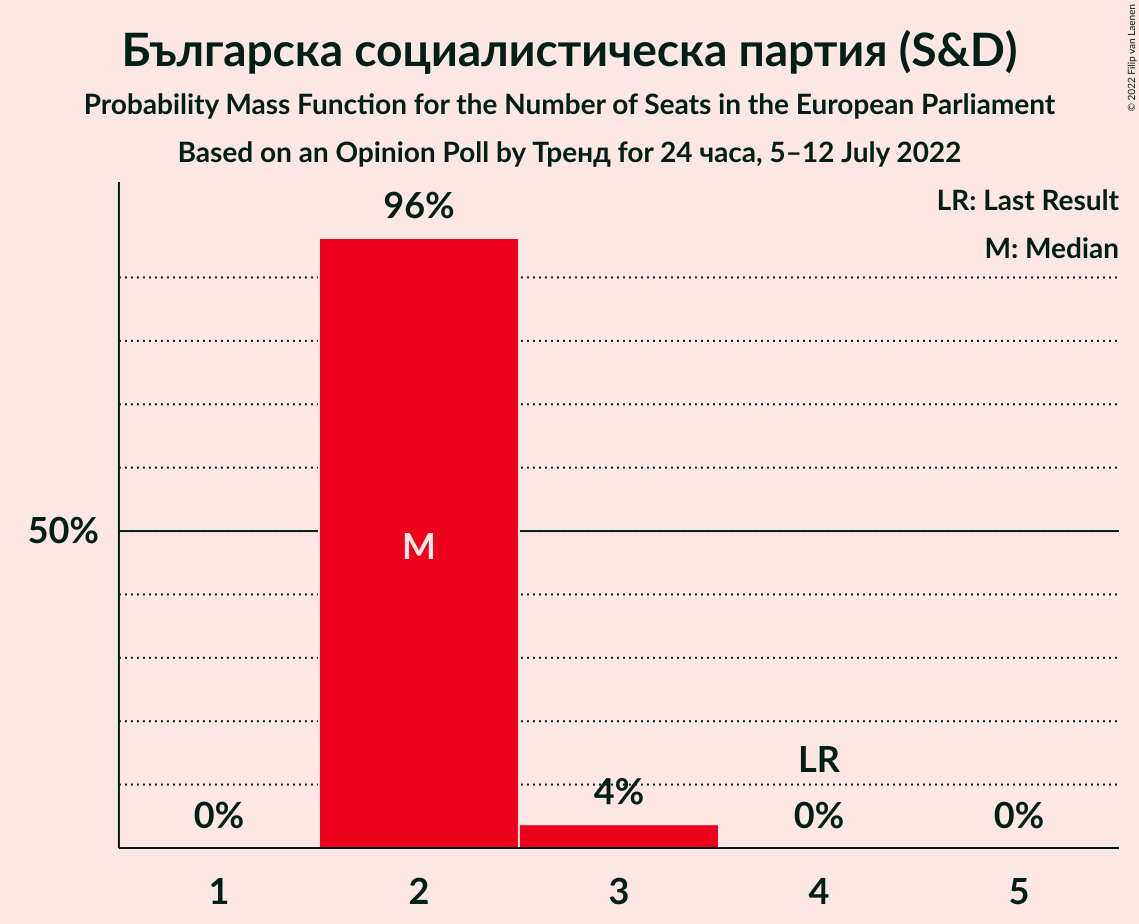 Българска социалистическа партия (S&D)
Probability Mass Function for the Number of Seats in the European Parliament
Based on an Opinion Poll by Тренд for 24 часа, 5–12 July 2022
© 2022 Filip van Laenen
LR: Last Result
M: Median
96%
50%
M
LR
0%
4%
0%
0%
1
2
3
4
5